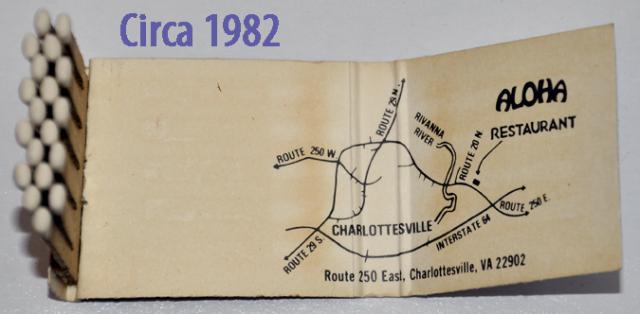 Circa 1982
ALOHA
RESTAURANT
ROUTE 29 N.
RIVANNA
RIVER
ROUTE 20 N
ROUTE 250 W.
ROUTE 250 E.
CHARLOTTESVILLE
INTERSTATE 64
ROUTE 29 S.
Route 250 East, Charlottesville, VA 22902